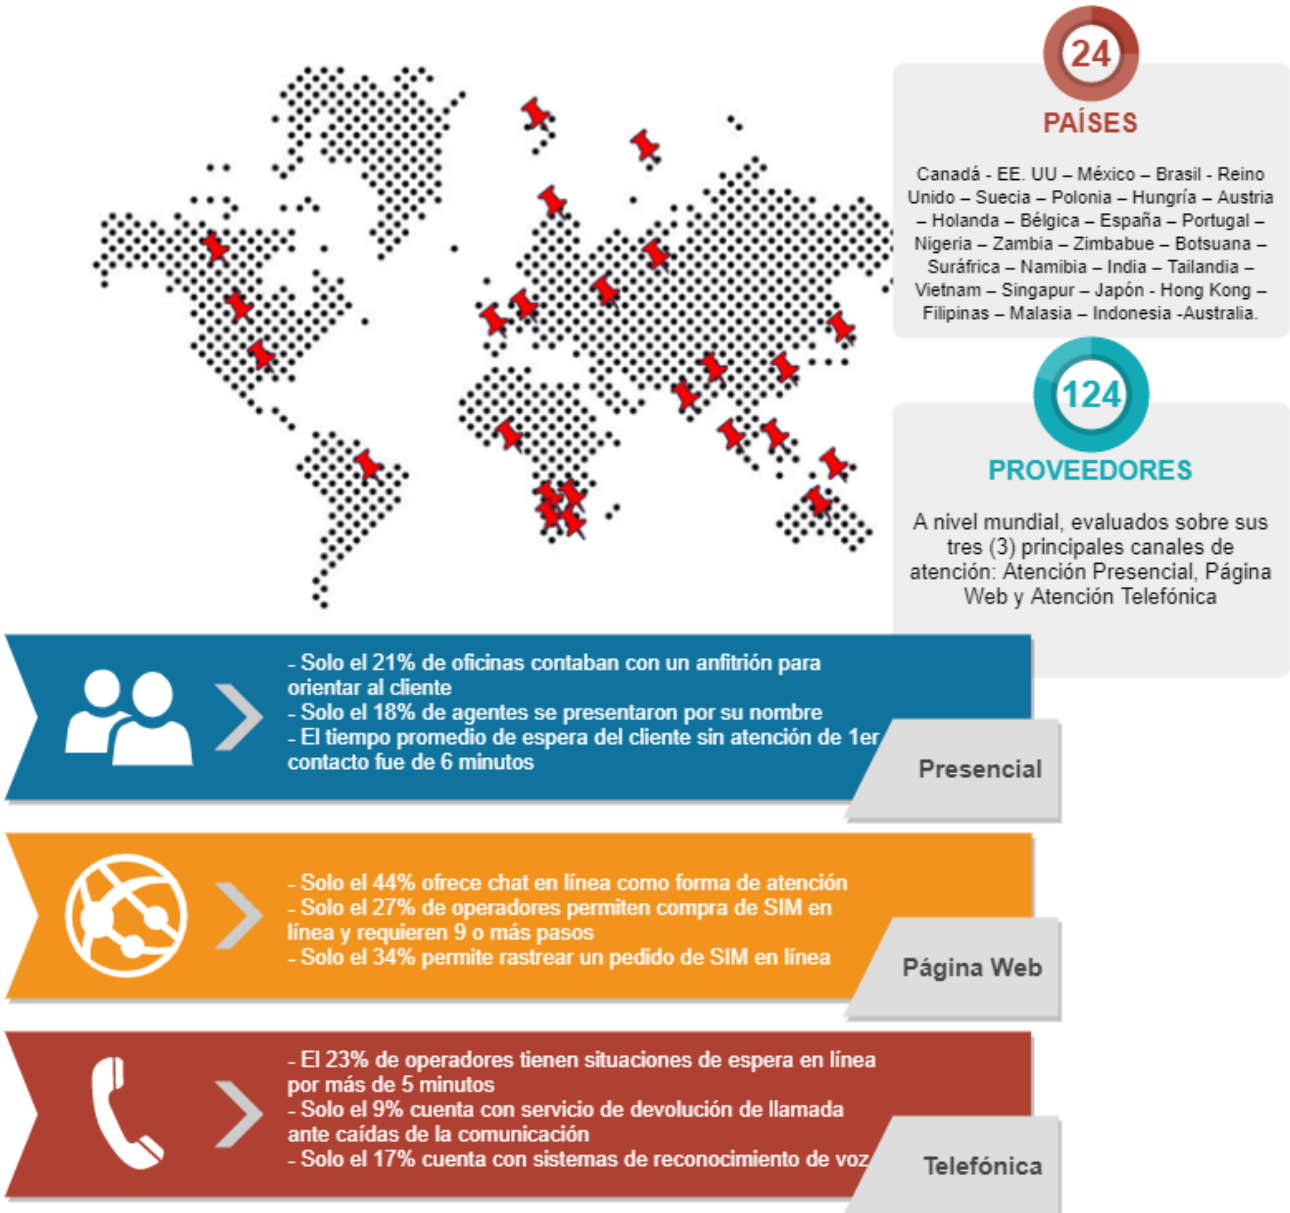 24
PAÍSES
Canadá - EE. UU – México – Brasil - Reino
Unido – Suecia – Polonia – Hungría – Austria
– Holanda – Bélgica – España – Portugal –
Nigeria – Zambia – Zimbabue – Botsuana –
Suráfrica – Namibia – India – Tailandia –
Vietnam – Singapur – Japón - Hong Kong –
Filipinas – Malasia – Indonesia -Australia.
124
PROVEEDORES
A nivel mundial, evaluados sobre sus
tres (3) principales canales de
atención: Atención Presencial, Página
Web y Atención Telefónica
- Solo el 21% de oficinas contaban con un anfitrión para
orientar al cliente
- Solo el 18% de agentes se presentaron por su nombre
- El tiempo promedio de espera del cliente sin atención de 1er
contacto fue de 6 minutos
Presencial
- Solo el 44% ofrece chat en línea como forma de atención
- Solo el 27% de operadores permiten compra de SIM en
línea y requieren 9 o más pasos
- Solo el 34% permite rastrear un pedido de SIM en línea
Página Web
- El 23% de operadores tienen situaciones de espera en línea
por más de 5 minutos
- Solo el 9% cuenta con servicio de devolución de llamada
ante caídas de la comunicación
- Solo el 17% cuenta con sistemas de reconocimiento de voz
Telefónica